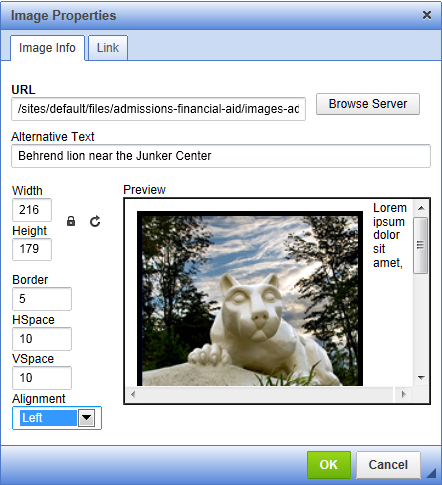 Image Properties
Image Info
Link
URL
/sites/default/files/admissions-financial-aid/images-ad
Browse Server
Alternative Text
Behrend lion near the Junker Center
Width
216
Height
179
Border
5
HSpace
10
VSpace
10
Alignment
Left
Preview
Lorem
ipsum
dolor
sit
amet,
OK
Cancel